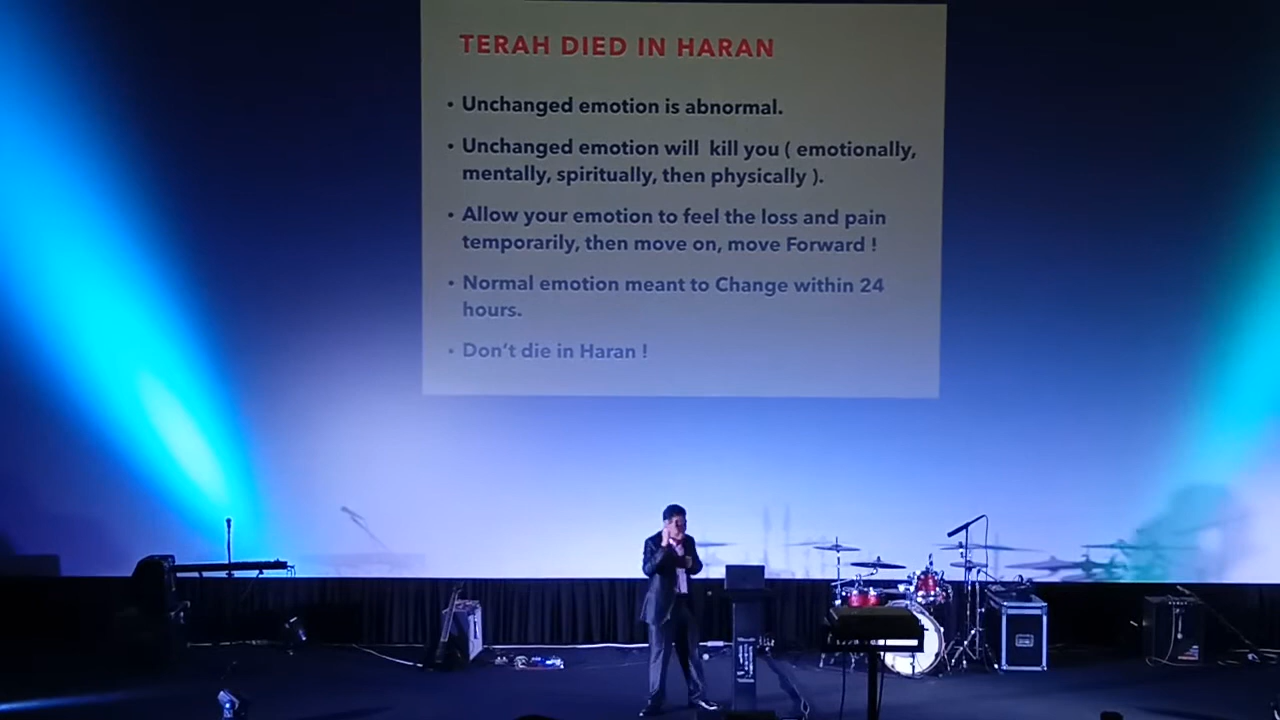 TERAH DIED IN HARAN
• Unchanged emotion is abnormal.
• Unchanged emotion will kill you ( emotionally,
mentally, spiritually, then physically ).
• Allow your emotion to feel the loss and pain
temporarily, then move on, move Forward !
• Normal emotion meant to Change within 24
hours.
• Don't die in Haran !